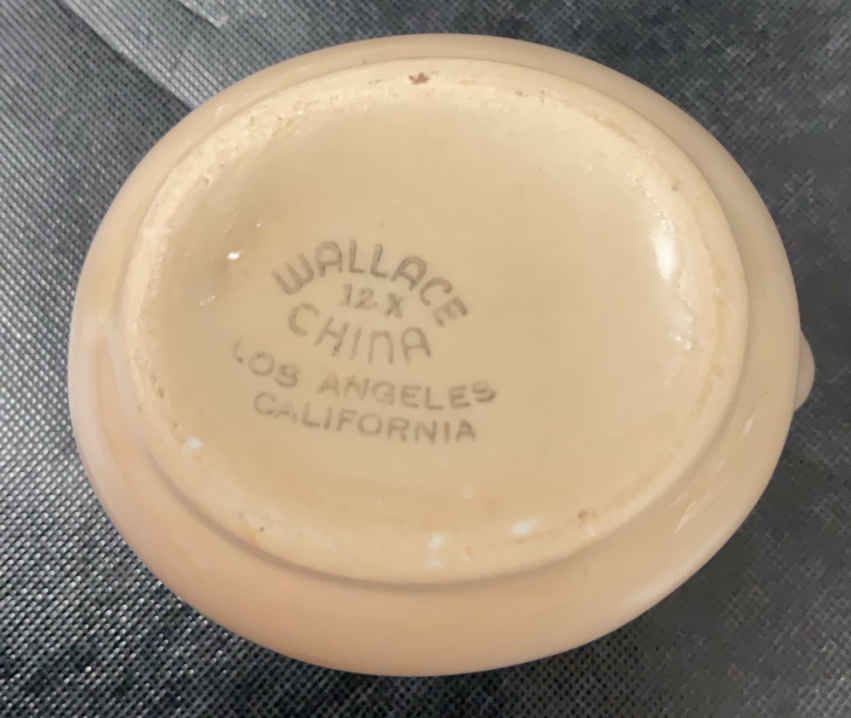 WALLACE
12-X
CHINA
LOS ANGELES
CALIFORNIA